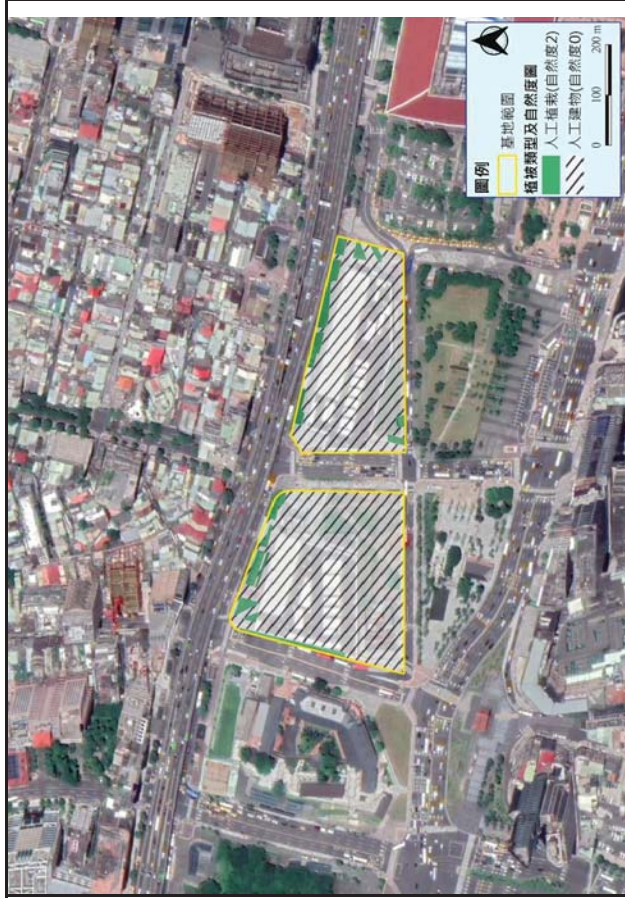 圖例
基地範圍
植被類型及自然度圖
人工植栽(自然度2)
人工建物(自然度0)
0 100 200 m